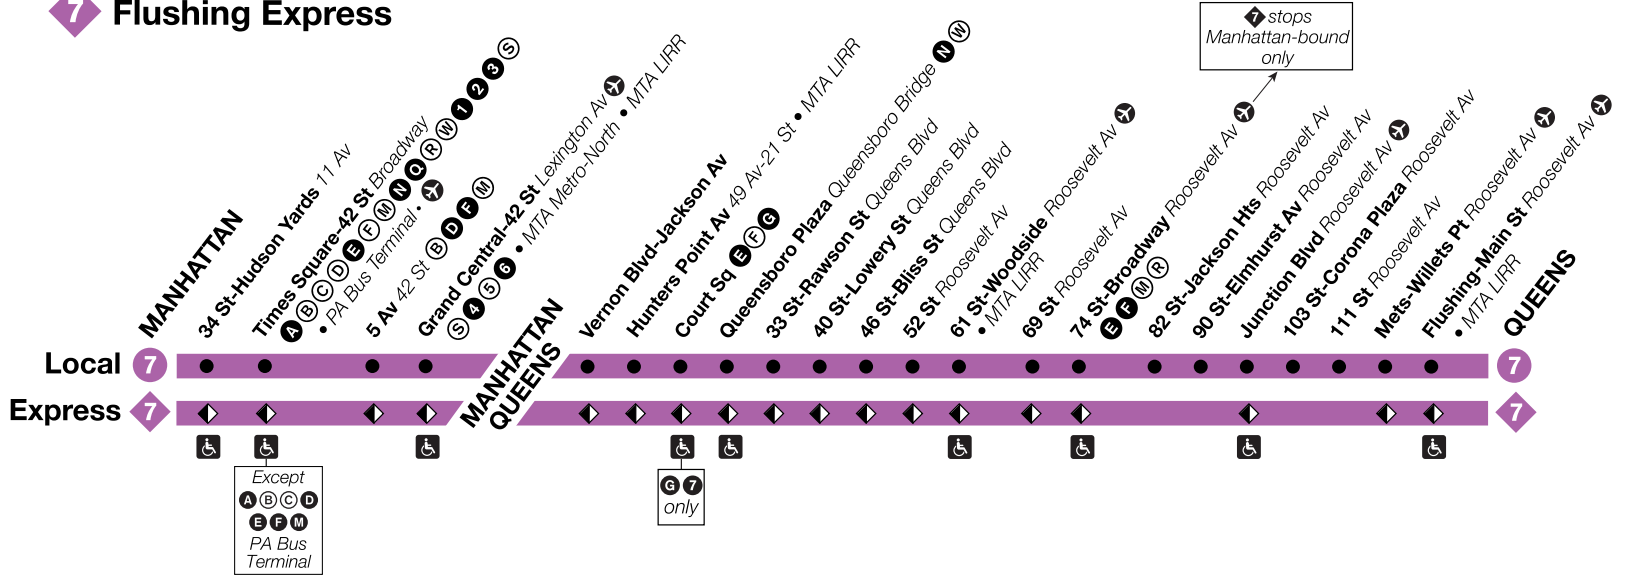 7 Flushing Express
7 stops
Manhattan-bound
only
MANHATTAN
34 St-Hudson Yards 11 Av
Times Square-42 St Broadway
A B C D E F M N Q R W 1 2 3 S
• PA Bus Terminal •
5 Av 42 St B D F M
Grand Central-42 St Lexington Av
S 4 5 6 • MTA Metro-North • MTA LIRR
MANHATTAN
QUEENS
Vernon Blvd-Jackson Av
Hunters Point Av 49 Av-21 St • MTA LIRR
Court Sq E F G
Queensboro Plaza Queensboro Bridge N W
33 St-Rawson St Queens Blvd
40 St-Lowery St Queens Blvd
46 St-Bliss St Queens Blvd
52 St Roosevelt Av
61 St-Woodside Roosevelt Av
• MTA LIRR
69 St Roosevelt Av
74 St-Broadway Roosevelt Av
E F M R
82 St-Jackson Hts Roosevelt Av
90 St-Elmhurst Av Roosevelt Av
Junction Blvd Roosevelt Av
103 St-Corona Plaza Roosevelt Av
111 St Roosevelt Av
Mets-Willets Pt Roosevelt Av
Flushing-Main St Roosevelt Av
• MTA LIRR
QUEENS
Local 7 7
Express 7 7
Except
A B C D
E F M
PA Bus
Terminal
G 7
only